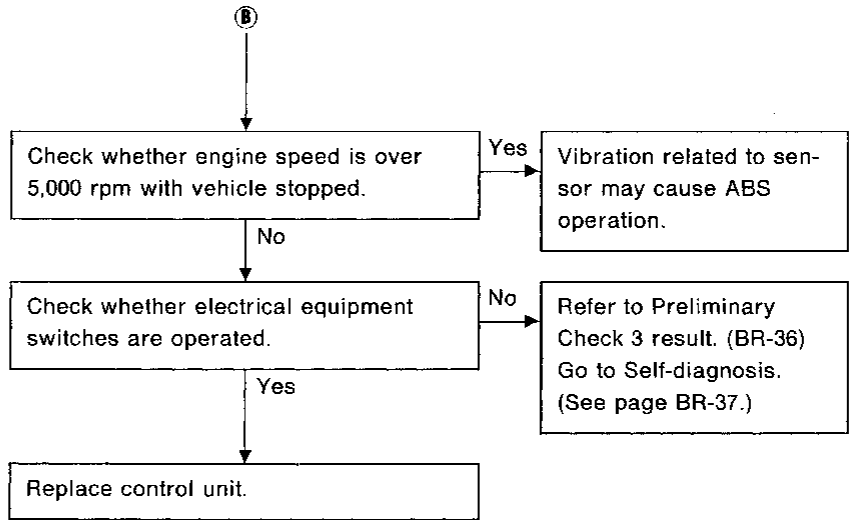 B
Check whether engine speed is over
5,000 rpm with vehicle stopped.
Yes
Vibration related to sen-
sor may cause ABS
operation.
No
Check whether electrical equipment
switches are operated.
No
Refer to Preliminary
Check 3 result. (BR-36)
Go to Self-diagnosis.
(See page BR-37.)
Yes
Replace control unit.